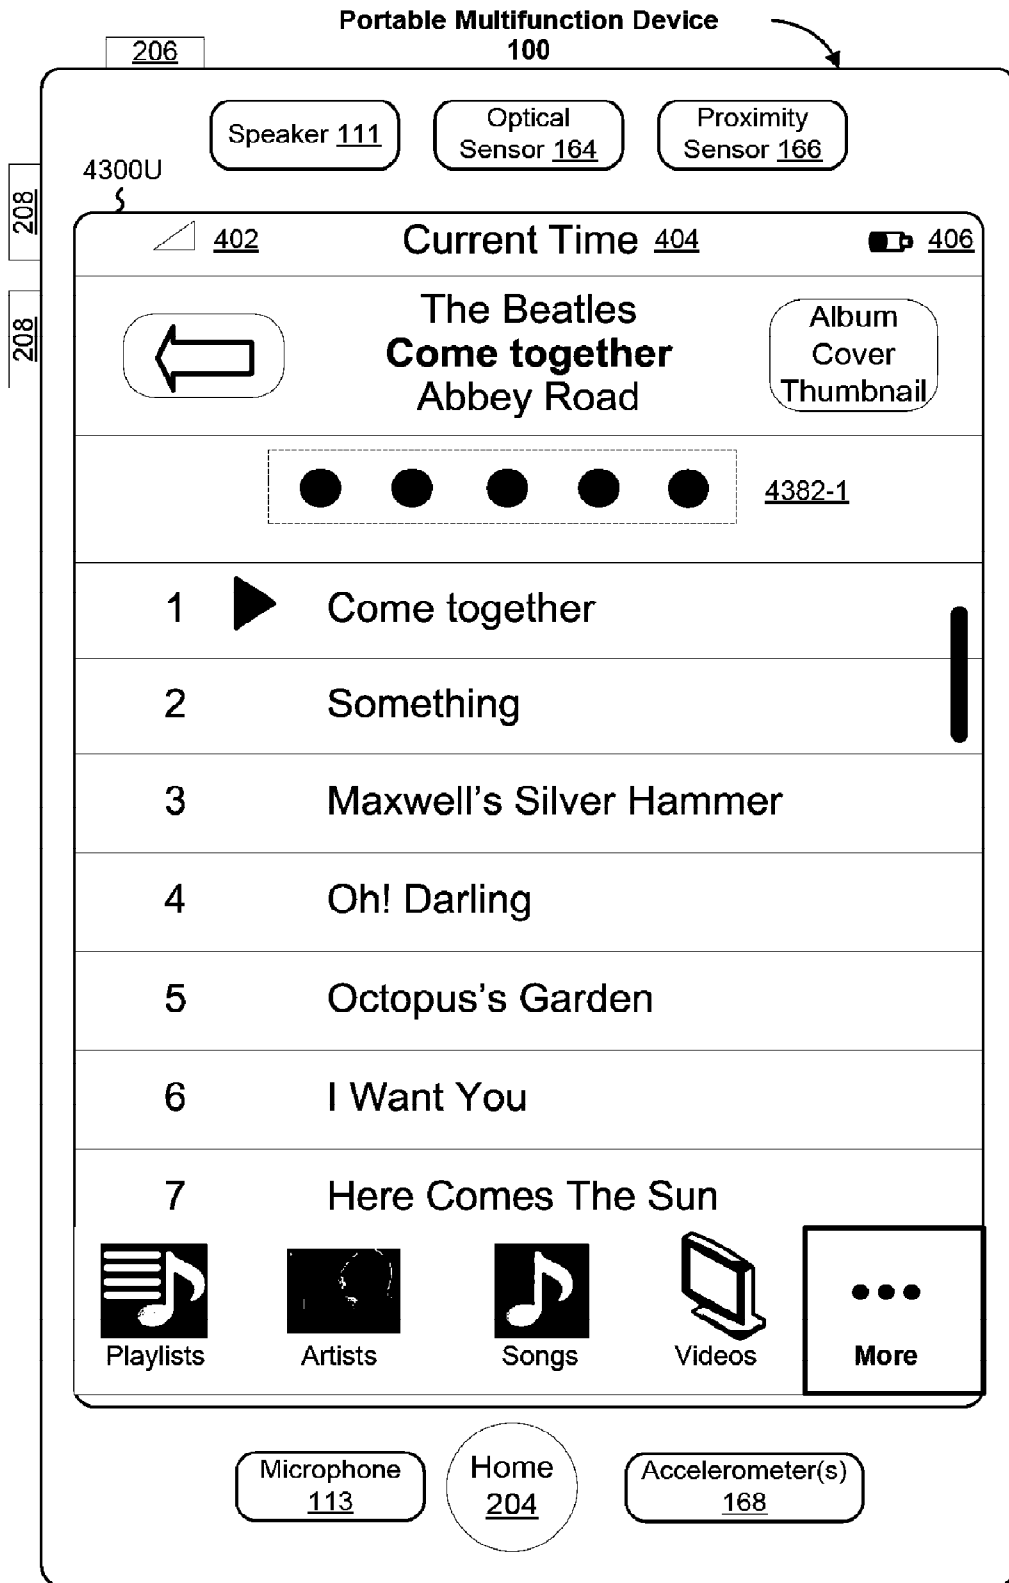 Portable Multifunction Device
100
206
Speaker 111
Optical
Sensor 164
Proximity
Sensor 166
4300U
208
208
402
Current Time 404
406
The Beatles
Come together
Abbey Road
Album
Cover
Thumbnail
4382-1
1 Come together
2 Something
3 Maxwell's Silver Hammer
4 Oh! Darling
5 Octopus's Garden
6 I Want You
7 Here Comes The Sun
Playlists
Artists
Songs
Videos
More
Microphone
113
Home
204
Accelerometer(s)
168